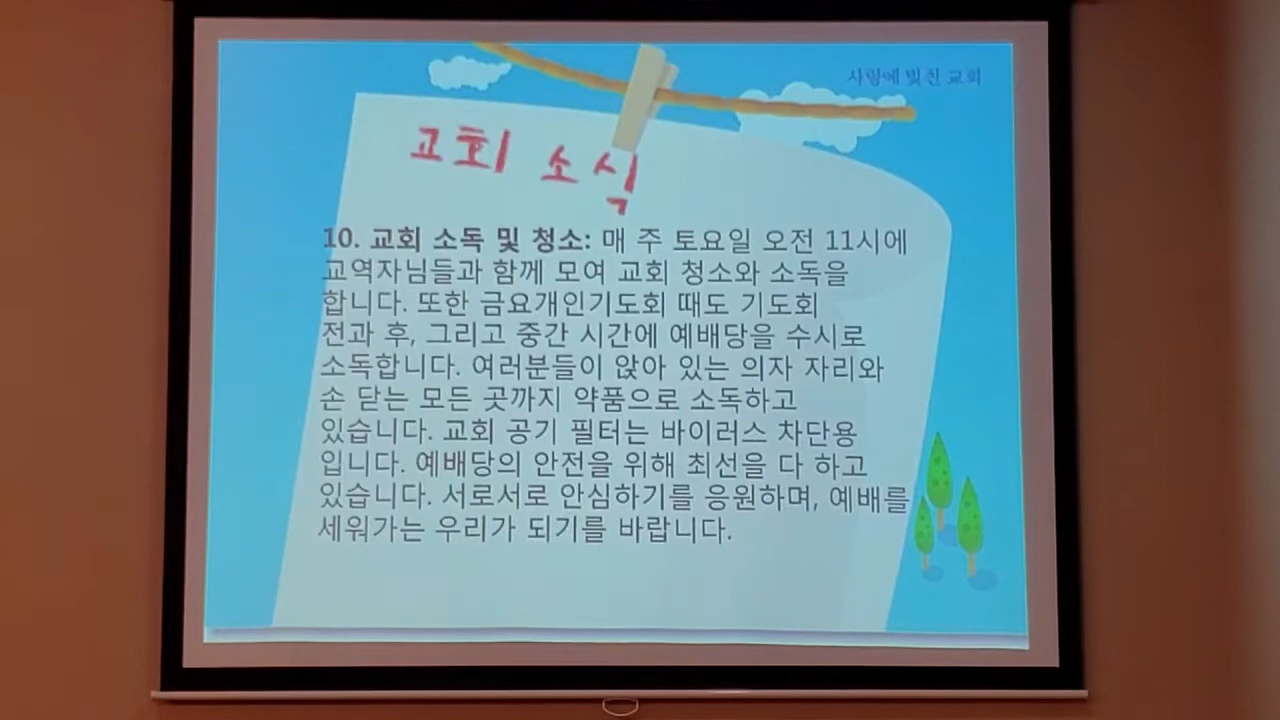 사랑에 빚진 교회
교회 소식
10. 교회 소독 및 청소: 매 주 토요일 오전 11시에
교역자님들과 함께 모여 교회 청소와 소독을
합니다. 또한 금요개인기도회 때도 기도회
전과 후, 그리고 중간 시간에 예배당을 수시로
소독합니다. 여러분들이 앉아 있는 의자 자리와
손 닫는 모든 곳까지 약품으로 소독하고
있습니다. 교회 공기 필터는 바이러스 차단용
입니다. 예배당의 안전을 위해 최선을 다 하고
있습니다. 서로서로 안심하기를 응원하며, 예배를
세워가는 우리가 되기를 바랍니다.